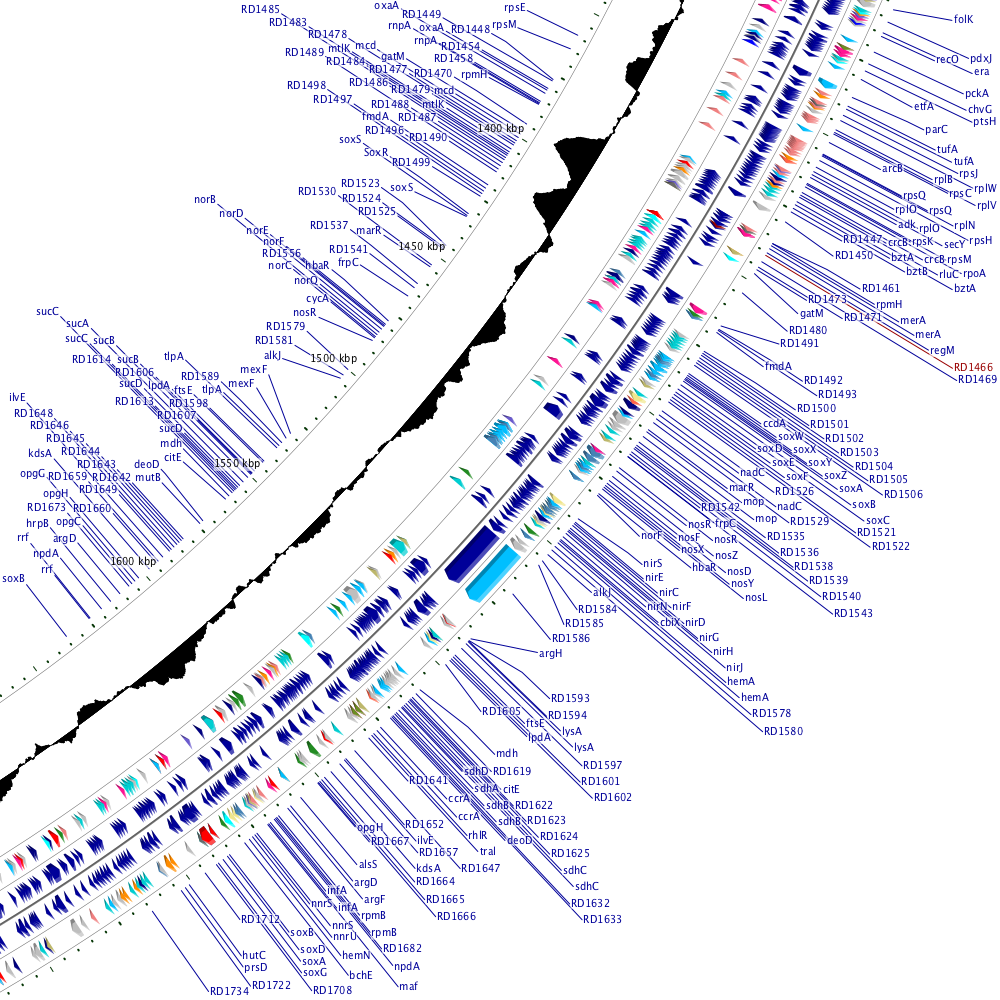 RD1485
RD1483
RD1478
RD1489
mtlK
mcd
RD1484
gatM
RD1477
RD1486
RD1470
rpmH
RD1498
RD1479
mcd
RD1497
RD1488
mtlK
fmdA
RD1487
RD1496
RD1490
soxS
SoxR
RD1499
oxaA
RD1449
rnpA
oxaA
RD1448
rnpA
RD1454
RD1458
rpsE
rpsM
1400 kbp
RD1523
soxS
RD1530
RD1524
RD1525
RD1537
marR
RD1541
frpC
1450 kbp
norB
norD
norE
norF
RD1556
norC
hbaR
norQ
cycA
nosR
RD1579
RD1581
alkJ
1500 kbp
mexF
mexF
sucC
sucA
sucC
sucB
RD1614
sucB
tlpA
RD1606
RD1589
sucD
lpdA
ftsE
tlpA
RD1613
RD1598
RD1607
sucD
mdh
citE
1550 kbp
ilvE
RD1648
RD1646
RD1645
kdsA
RD1644
RD1643
deoD
opgG
RD1659
RD1642
mutB
opgH
RD1649
RD1673
RD1660
hrpB
opgC
rrf
argD
npdA
rrf
soxB
1600 kbp
folK
recO
pdxJ
era
pckA
etfA
chvG
ptsH
parC
tufA
tufA
arcB
rpsJ
rplB
rplW
rpsQ
rpsC
rplV
rplO
rpsQ
adk
rplO
rplN
RD1447
crcB
rpsK
secY
rpsH
RD1450
bztA
crcB
rpsM
bztB
rluC
rpoA
bztA
RD1461
RD1473
rpmH
gatM
RD1471
merA
RD1480
merA
RD1491
regM
RD1466
RD1469
fmdA
RD1492
RD1493
RD1500
ccdA
RD1501
soxW
RD1502
soxD
soxX
RD1503
soxE
soxY
RD1504
nadC
soxF
soxZ
RD1505
marR
RD1526
soxA
RD1506
mop
nadC
soxB
RD1542
mop
RD1529
soxC
nosR
frpC
RD1521
norF
nosF
nosR
RD1535
RD1522
nosX
nosZ
RD1536
hbaR
nosD
RD1538
nosY
RD1539
nosL
RD1540
RD1543
nirS
nirE
alkJ
nirC
RD1584
nirN
nirF
RD1585
cbiX
nirD
RD1586
nirG
argH
nirH
nirJ
hemA
hemA
RD1578
RD1580
RD1593
RD1605
RD1594
ftsE
lysA
lpdA
lysA
RD1597
RD1601
RD1602
mdh
sdhD
RD1619
RD1641
sdhA
citE
ccrA
sdhB
RD1622
ccrA
sdhB
RD1623
rhlR
deoD
RD1624
traI
RD1625
RD1647
sdhC
sdhC
RD1632
RD1633
opgH
RD1652
RD1667
ilvE
RD1657
alsS
kdsA
RD1664
argD
RD1665
infA
argF
RD1666
nnrS
infA
rpmB
nnrS
rpmB
nnrU
RD1682
RD1712
soxB
hemN
npdA
soxD
maf
hutC
soxA
bchE
prsD
soxG
RD1722
RD1708
RD1734